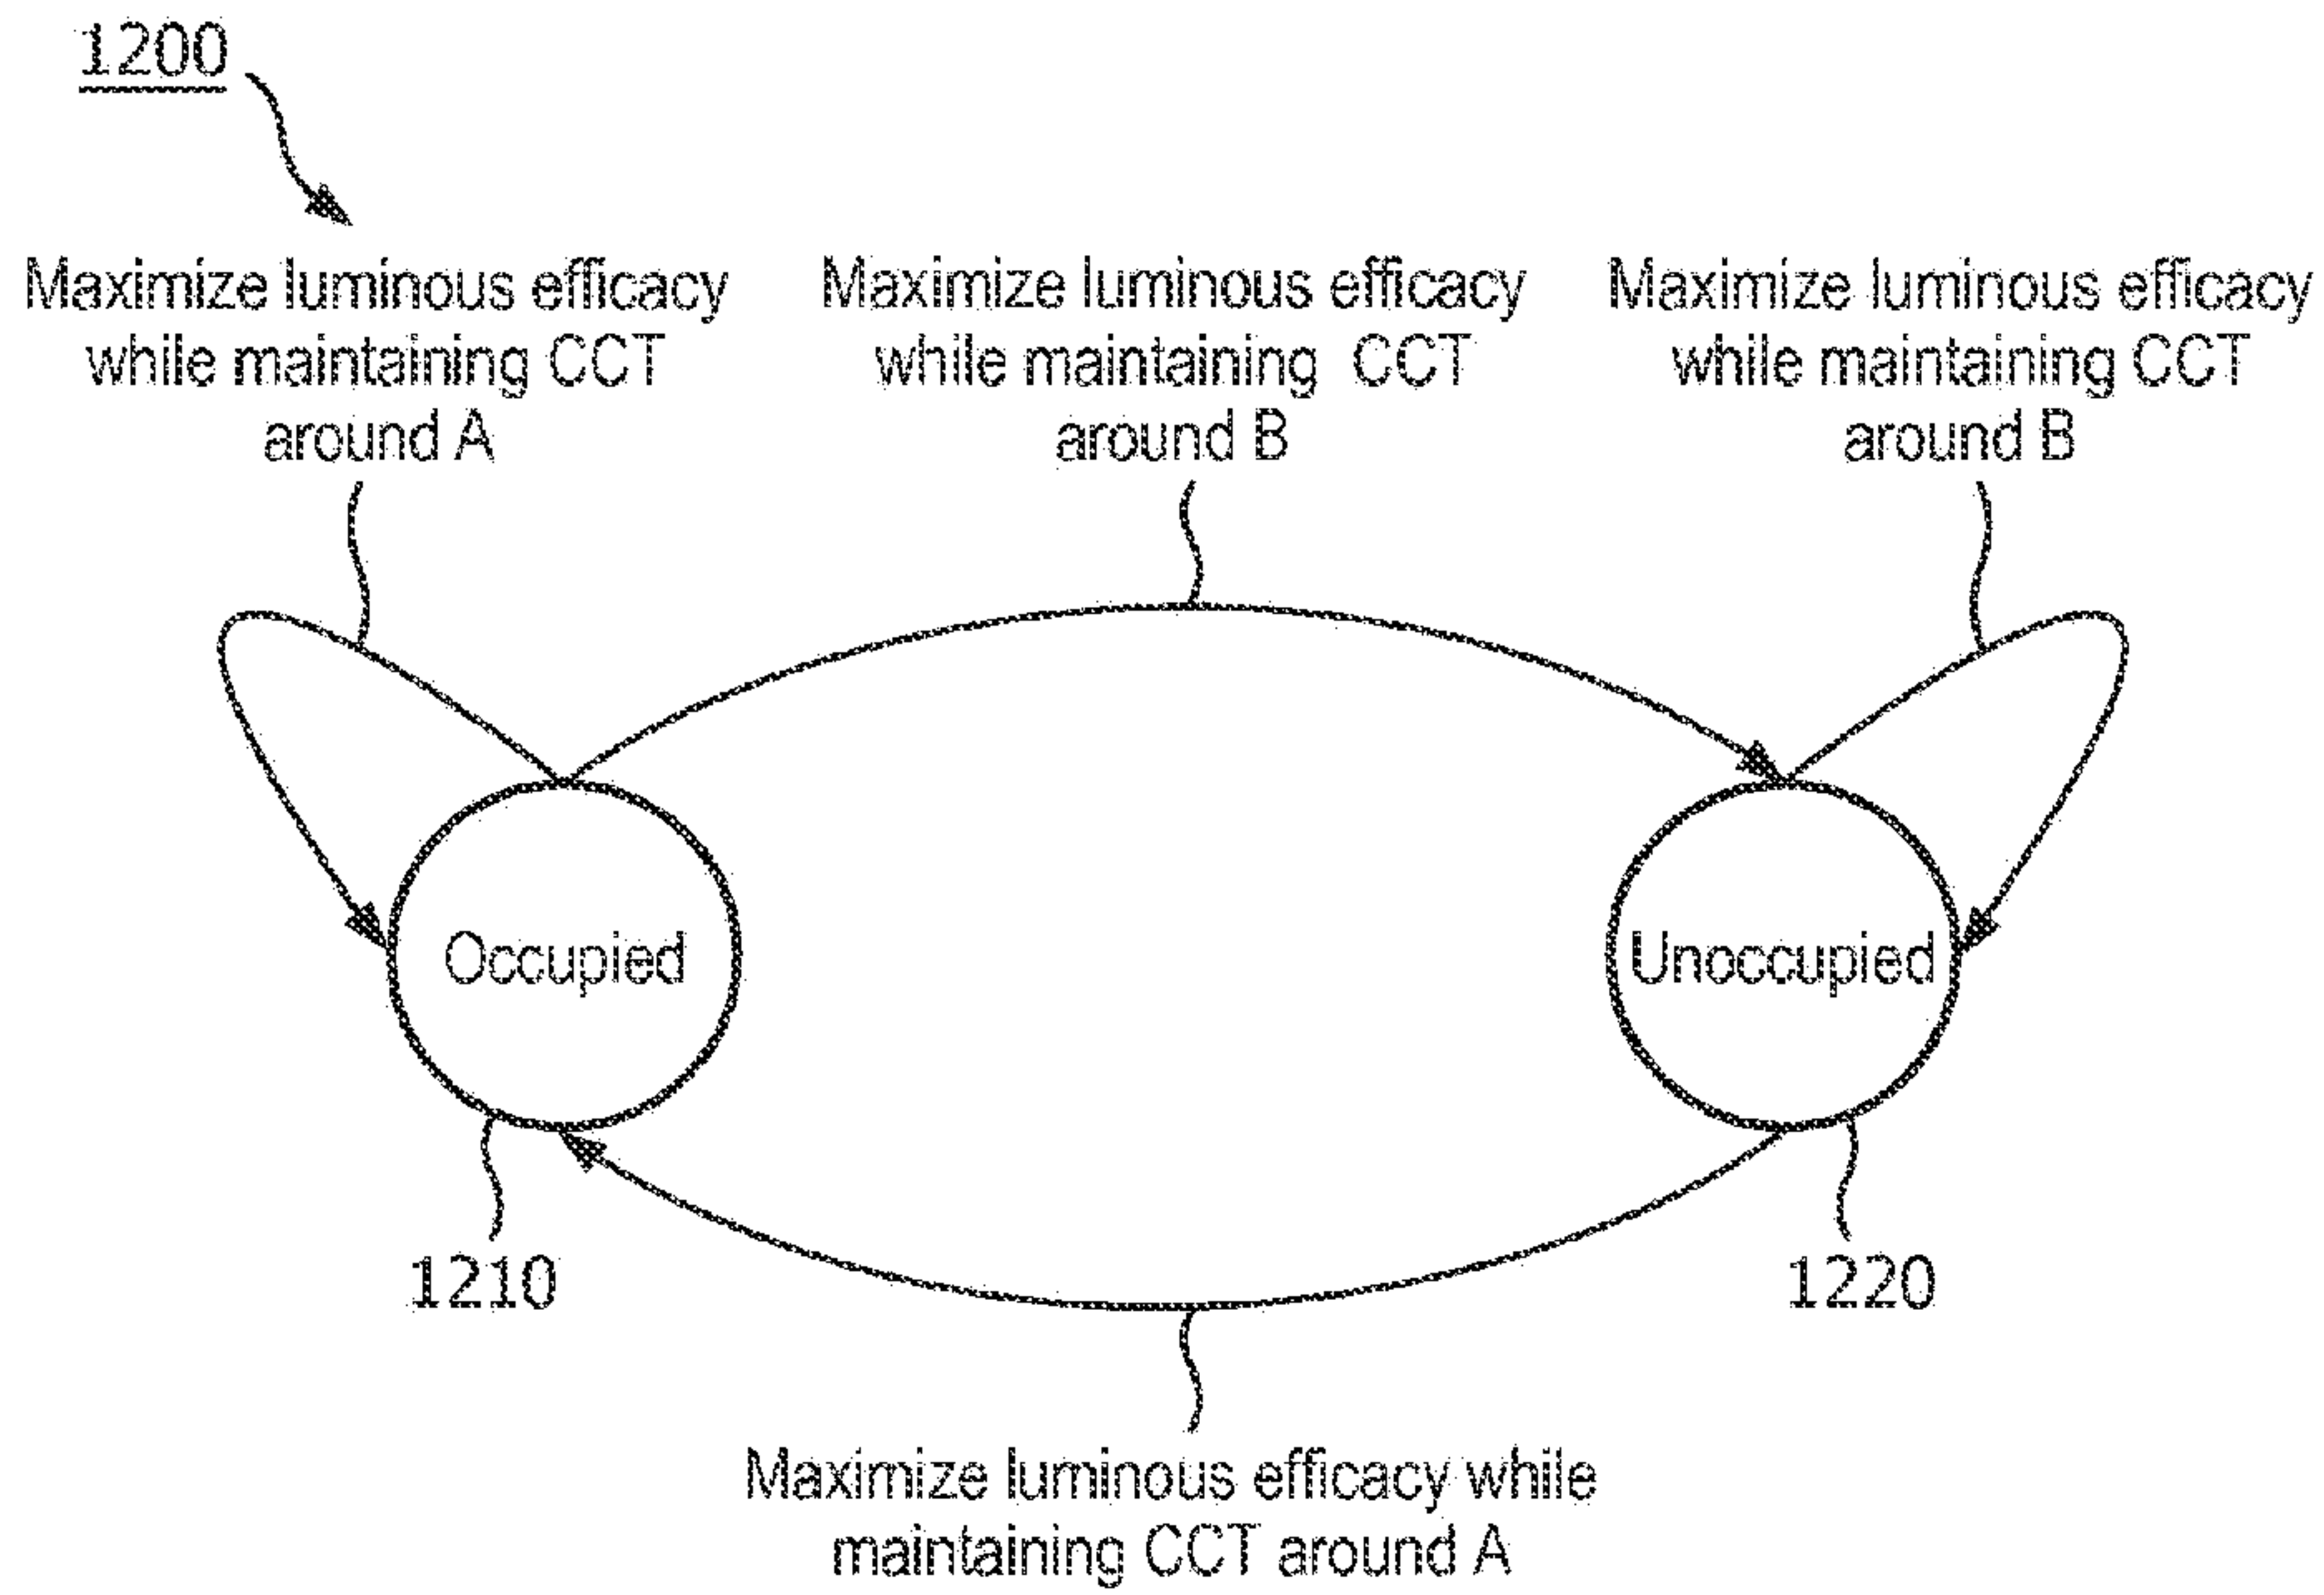 1200
Maximize luminous efficacy
while maintaining CCT
around A
Maximize luminous efficacy
while maintaining CCT
around B
Maximize luminous efficacy
while maintaining CCT
around B
Occupied
Unoccupied
1210
1220
Maximize luminous efficacy while
maintaining CCT around A